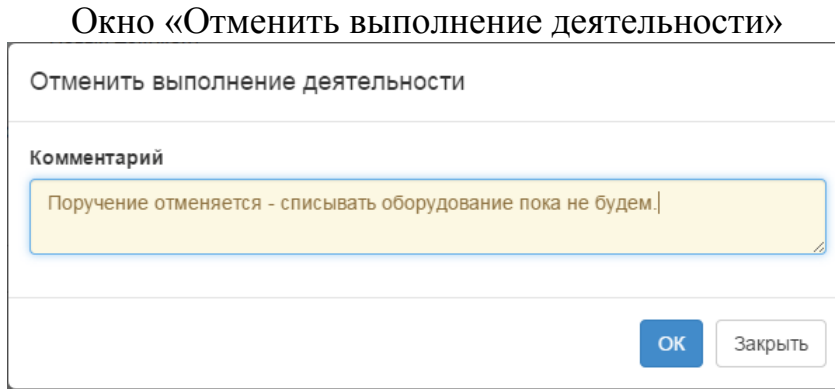 Окно «Отменить выполнение деятельности»
Отменить выполнение деятельности
Комментарий
Поручение отменяется - списывать оборудование пока не будем.
ОК Закрыть